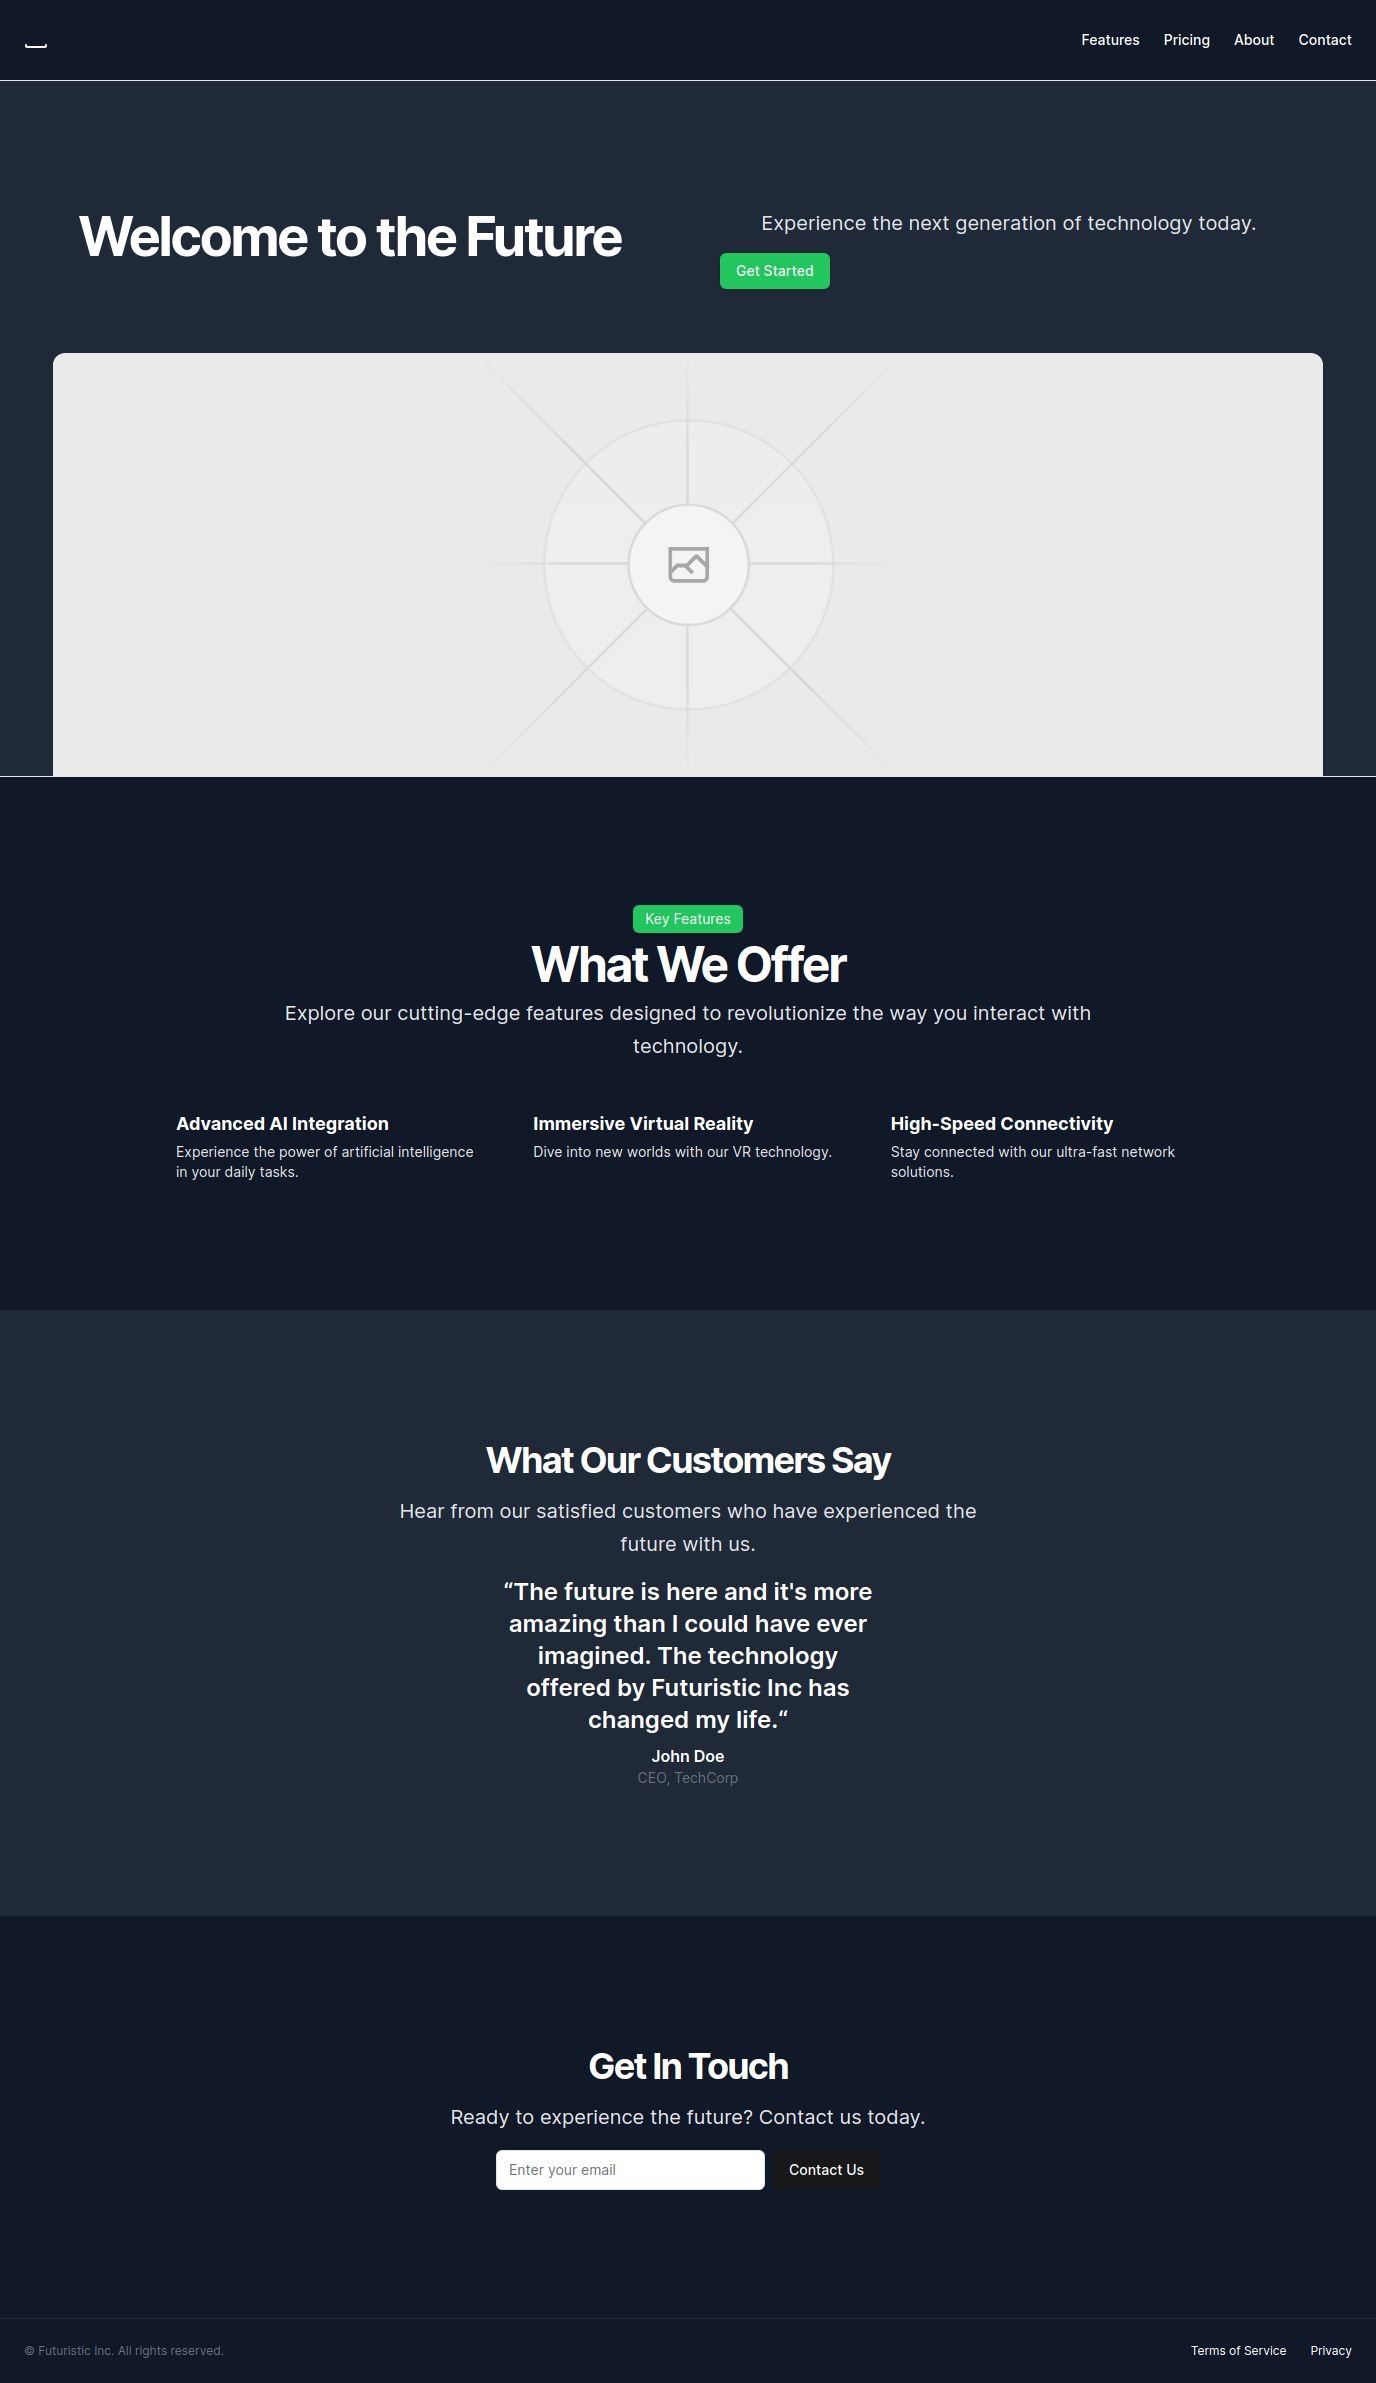 Features Pricing About Contact
Welcome to the Future
Experience the next generation of technology today.
Get Started
Key Features
What We Offer
Explore our cutting-edge features designed to revolutionize the way you interact with
technology.
Advanced AI Integration
Experience the power of artificial intelligence
in your daily tasks.
Immersive Virtual Reality
Dive into new worlds with our VR technology.
High-Speed Connectivity
Stay connected with our ultra-fast network
solutions.
What Our Customers Say
Hear from our satisfied customers who have experienced the
future with us.
“The future is here and it's more
amazing than I could have ever
imagined. The technology
offered by Futuristic Inc has
changed my life.“
John Doe
CEO, TechCorp
Get In Touch
Ready to experience the future? Contact us today.
Enter your email
Contact Us
© Futuristic Inc. All rights reserved.
Terms of Service Privacy